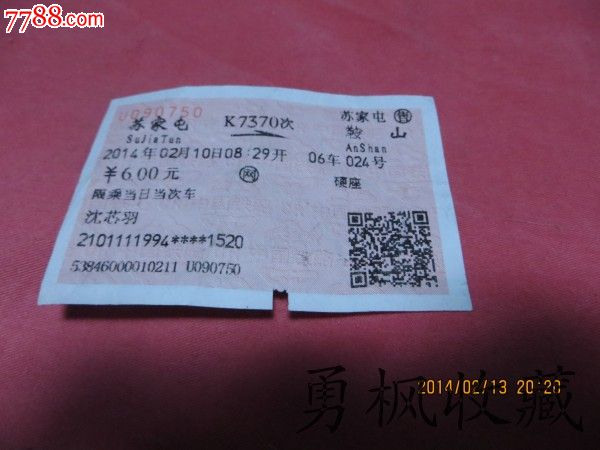 7788.com
U090750
苏家屯 售
苏家屯 K7370次 鞍山
SuJiaTun AnShan
2014年02月10日08:29开 06车024号
￥6.00元 网 硬座
限乘当日当次车
沈芯羽
2101111994****1520
53846000010211 U090750
2014/02/13 20:20
勇枫收藏